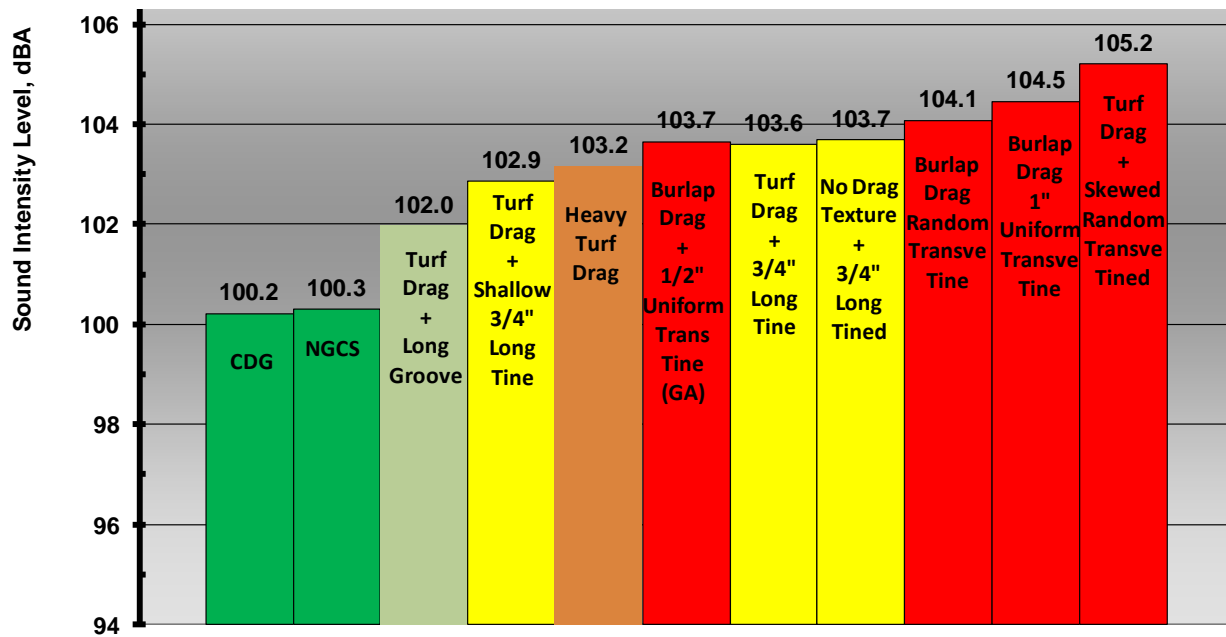 Sound Intensity Level, dBA
106
104
102
100
98
96
94
100.2
CDG
100.3
NGCS
102.0
Turf
Drag
+
Long
Groove
102.9
Turf
Drag
+
Shallow
3/4"
Long
Tine
103.2
Heavy
Turf
Drag
103.7
Burlap
Drag
+
1/2"
Uniform
Trans
Tine
(GA)
103.6
Turf
Drag
+
3/4"
Long
Tine
103.7
No Drag
Texture
+
3/4"
Long
Tined
104.1
Burlap
Drag
Random
Transve
Tine
104.5
Burlap
Drag
1"
Uniform
Transve
Tine
105.2
Turf
Drag
+
Skewed
Random
Transve
Tined